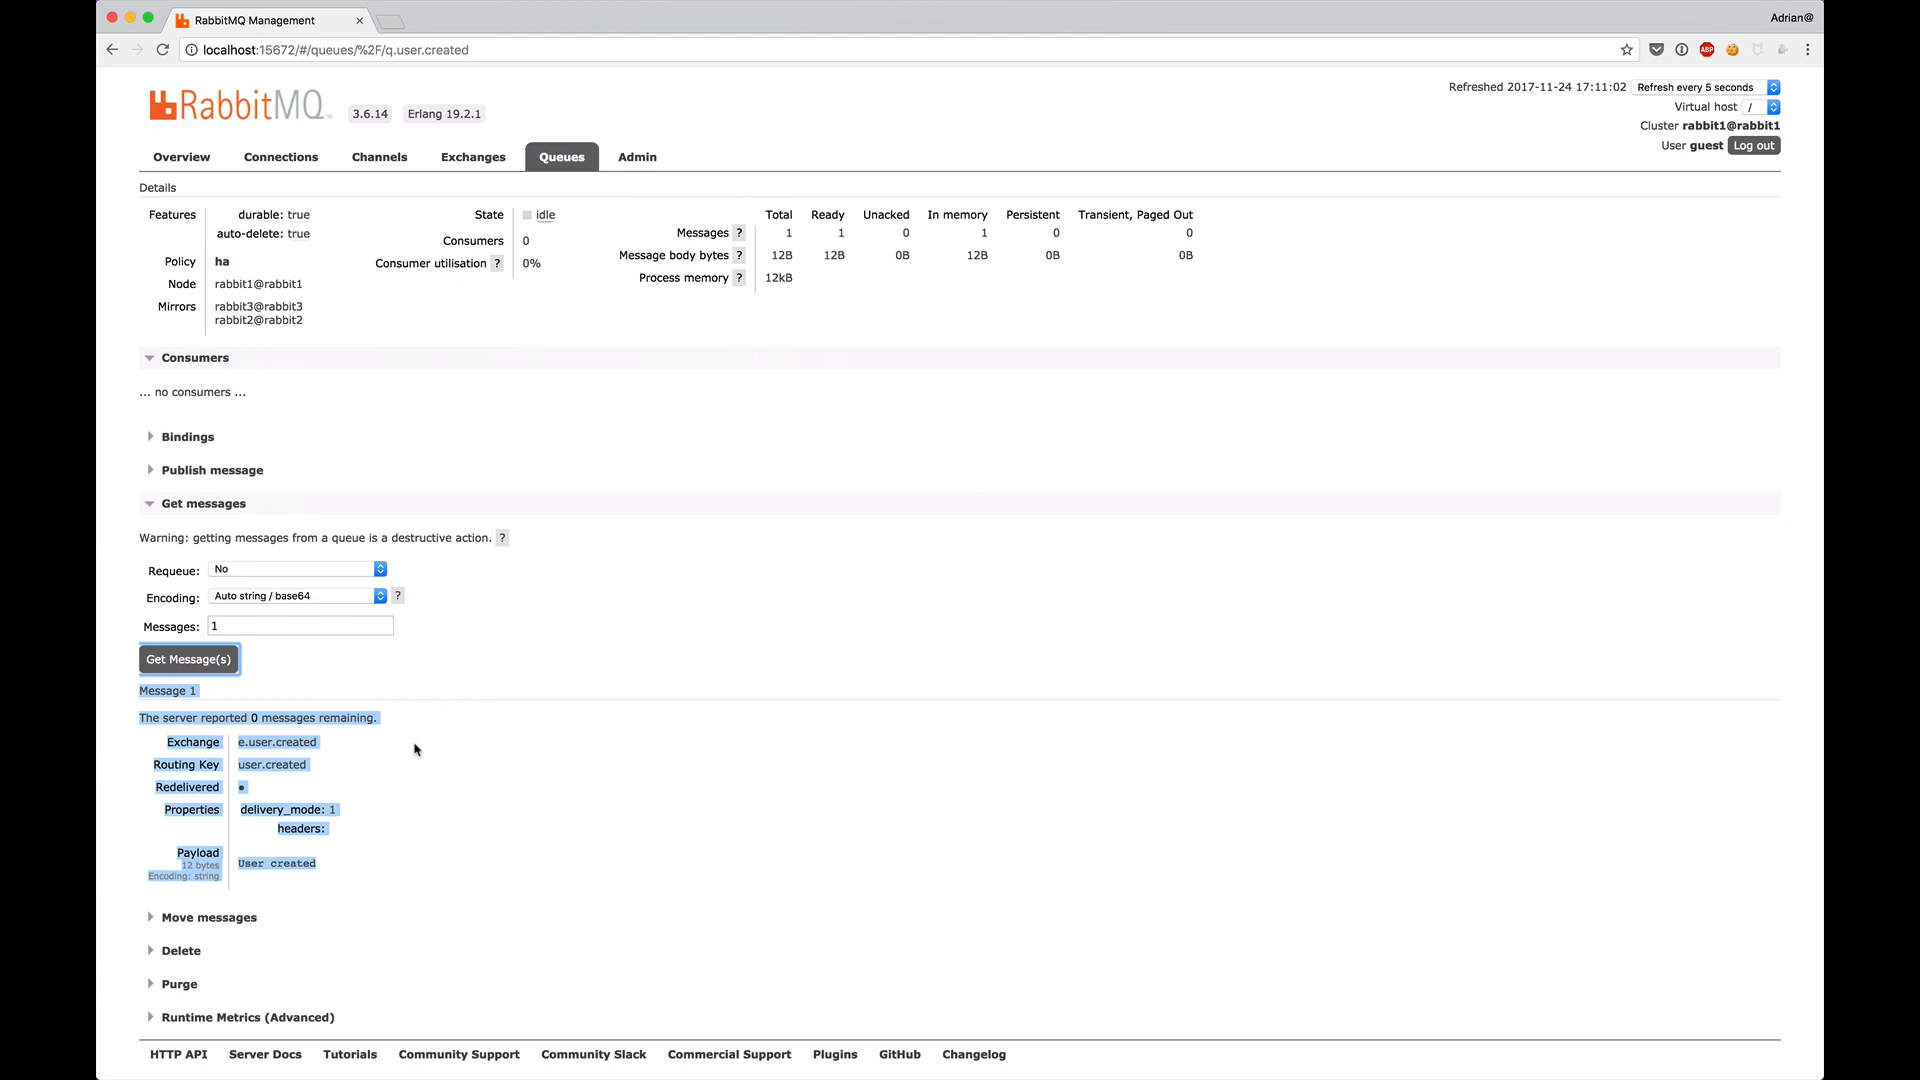 RabbitMQ Management
Adrian@
localhost:15672/#/queues/%2F/q.user.created
ABP
RabbitMQ
TM
3.6.14
Erlang 19.2.1
Refreshed 2017-11-24 17:11:02
Refresh every 5 seconds
Virtual host /
Cluster rabbit1@rabbit1
User guest Log out
Overview Connections Channels Exchanges Queues Admin
Details
Features durable: true
auto-delete: true
Policy ha
Node rabbit1@rabbit1
Mirrors rabbit3@rabbit3
rabbit2@rabbit2
State idle
Consumers 0
Consumer utilisation ? 0%
Total Ready Unacked In memory Persistent Transient, Paged Out
Messages ? 1 1 0 1 0 0
Message body bytes ? 12B 12B 0B 12B 0B 0B
Process memory ? 12kB
Consumers
... no consumers ...
Bindings
Publish message
Get messages
Warning: getting messages from a queue is a destructive action. ?
Requeue: No
Encoding: Auto string / base64 ?
Messages: 1
Get Message(s)
Message 1
The server reported 0 messages remaining.
Exchange e.user.created
Routing Key user.created
Redelivered ●
Properties delivery_mode: 1
headers:
Payload
12 bytes
Encoding: string
User created
Move messages
Delete
Purge
Runtime Metrics (Advanced)
HTTP API Server Docs Tutorials Community Support Community Slack Commercial Support Plugins GitHub Changelog